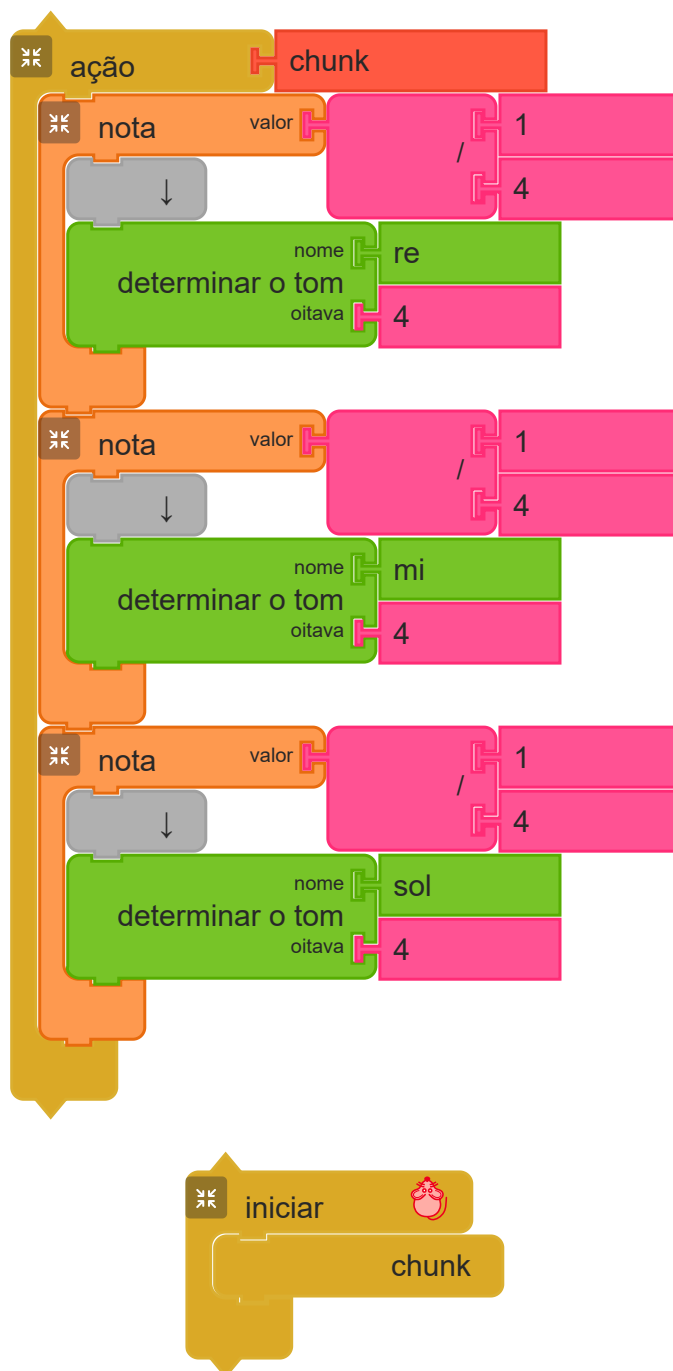 ação chunk
nota valor 1
/
4
↓
nome re
determinar o tom
oitava 4
nota valor 1
/
4
↓
nome mi
determinar o tom
oitava 4
nota valor 1
/
4
↓
nome sol
determinar o tom
oitava 4
iniciar
chunk